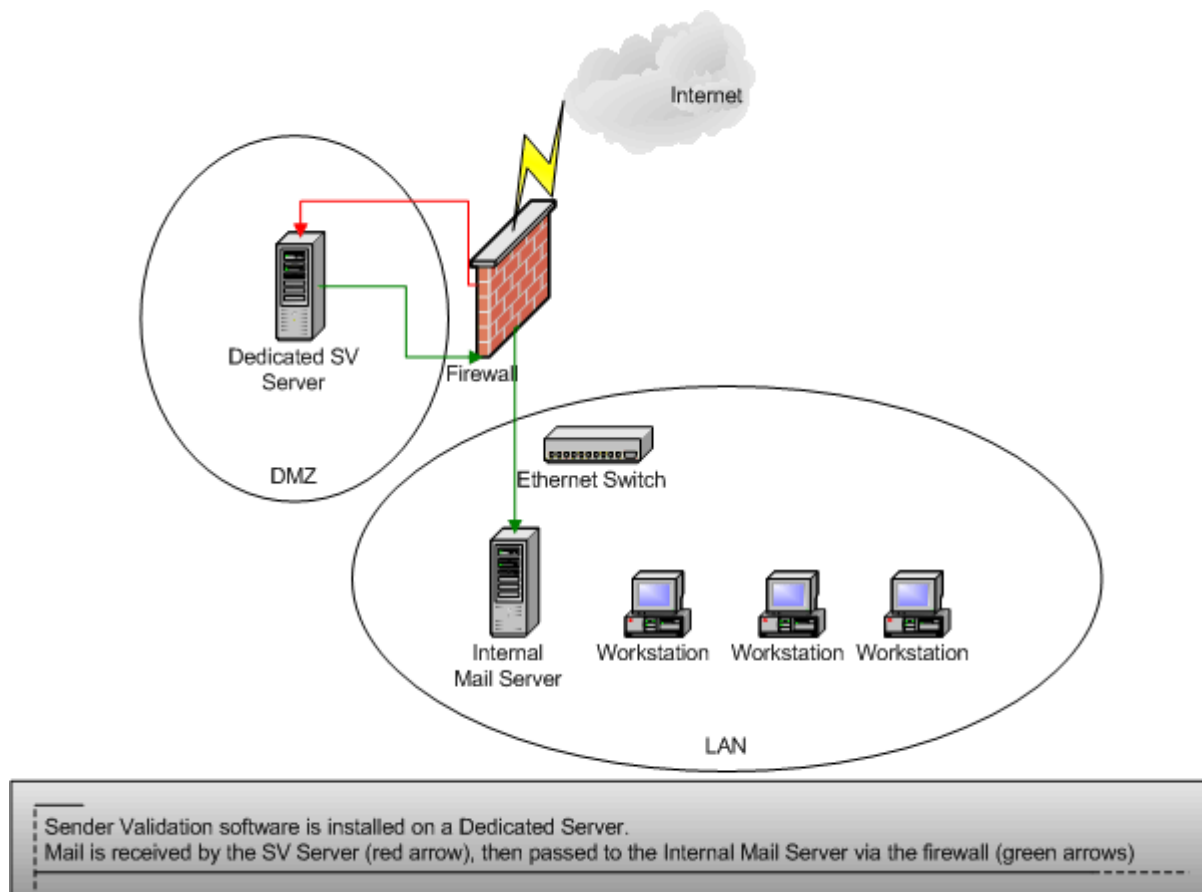 Internet
Dedicated SV
Server
Firewall
DMZ
Ethernet Switch
Internal
Mail Server
Workstation
Workstation
Workstation
LAN
Sender Validation software is installed on a Dedicated Server.
Mail is received by the SV Server (red arrow), then passed to the Internal Mail Server via the firewall (green arrows)